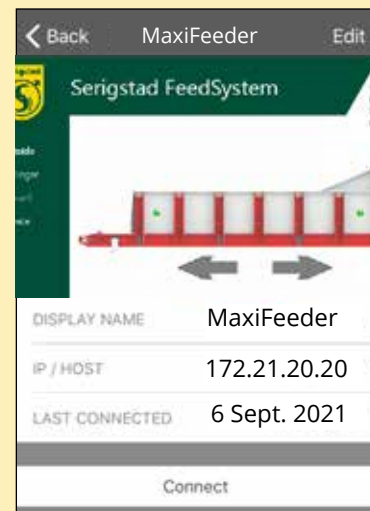 Back MaxiFeeder Edit
Serigstad FeedSystem
DISPLAY NAME MaxiFeeder
IP / HOST 172.21.20.20
LAST CONNECTED 6 Sept. 2021
Connect